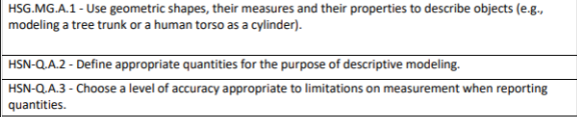 HSG.MG.A.1 - Use geometric shapes, their measures and their properties to describe objects (e.g.,
modeling a tree trunk or a human torso as a cylinder).
HSN-Q.A.2 - Define appropriate quantities for the purpose of descriptive modeling.
HSN-Q.A.3 - Choose a level of accuracy appropriate to limitations on measurement when reporting
quantities.